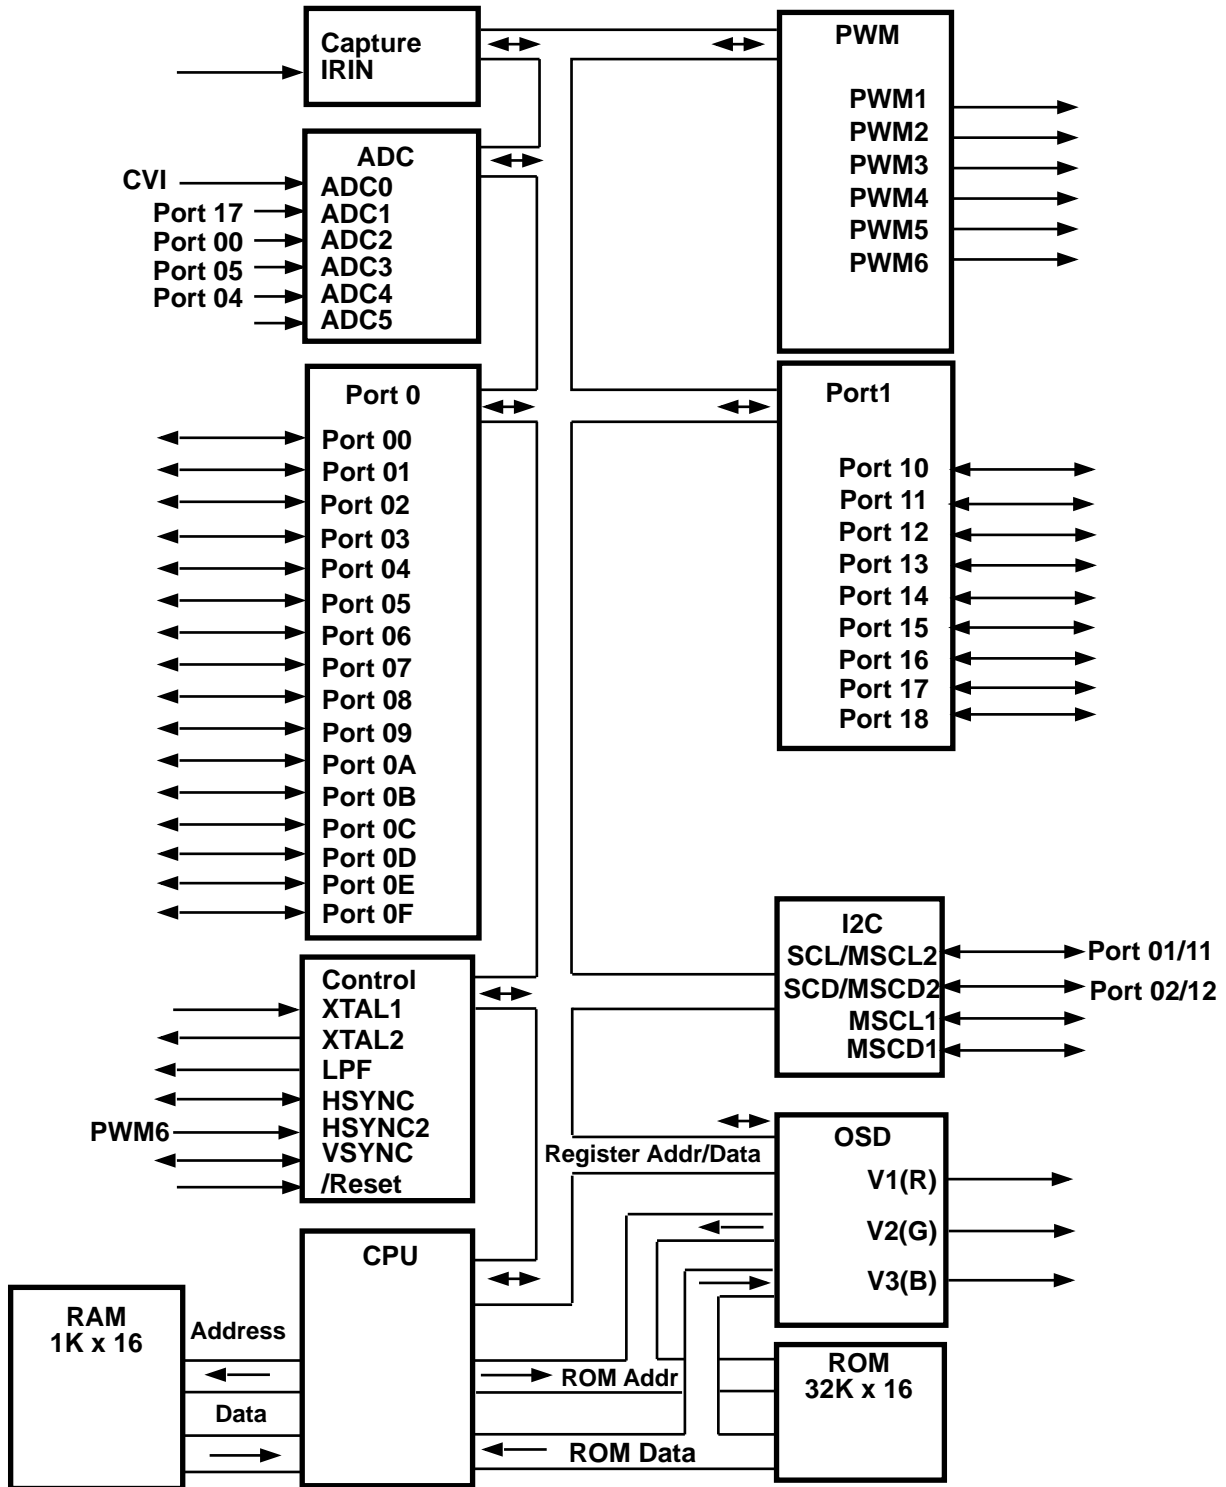 Capture
IRIN
ADC
CVI
ADC0
Port 17
ADC1
Port 00
ADC2
Port 05
ADC3
Port 04
ADC4
ADC5
Port 0
Port 00
Port 01
Port 02
Port 03
Port 04
Port 05
Port 06
Port 07
Port 08
Port 09
Port 0A
Port 0B
Port 0C
Port 0D
Port 0E
Port 0F
Control
XTAL1
XTAL2
LPF
HSYNC
PWM6
HSYNC2
VSYNC
/Reset
CPU
RAM
1K x 16
Address
Data
PWM
PWM1
PWM2
PWM3
PWM4
PWM5
PWM6
Port1
Port 10
Port 11
Port 12
Port 13
Port 14
Port 15
Port 16
Port 17
Port 18
I2C
SCL/MSCL2
Port 01/11
SCD/MSCD2
Port 02/12
MSCL1
MSCD1
OSD
Register Addr/Data
V1(R)
V2(G)
V3(B)
ROM
32K x 16
ROM Addr
ROM Data